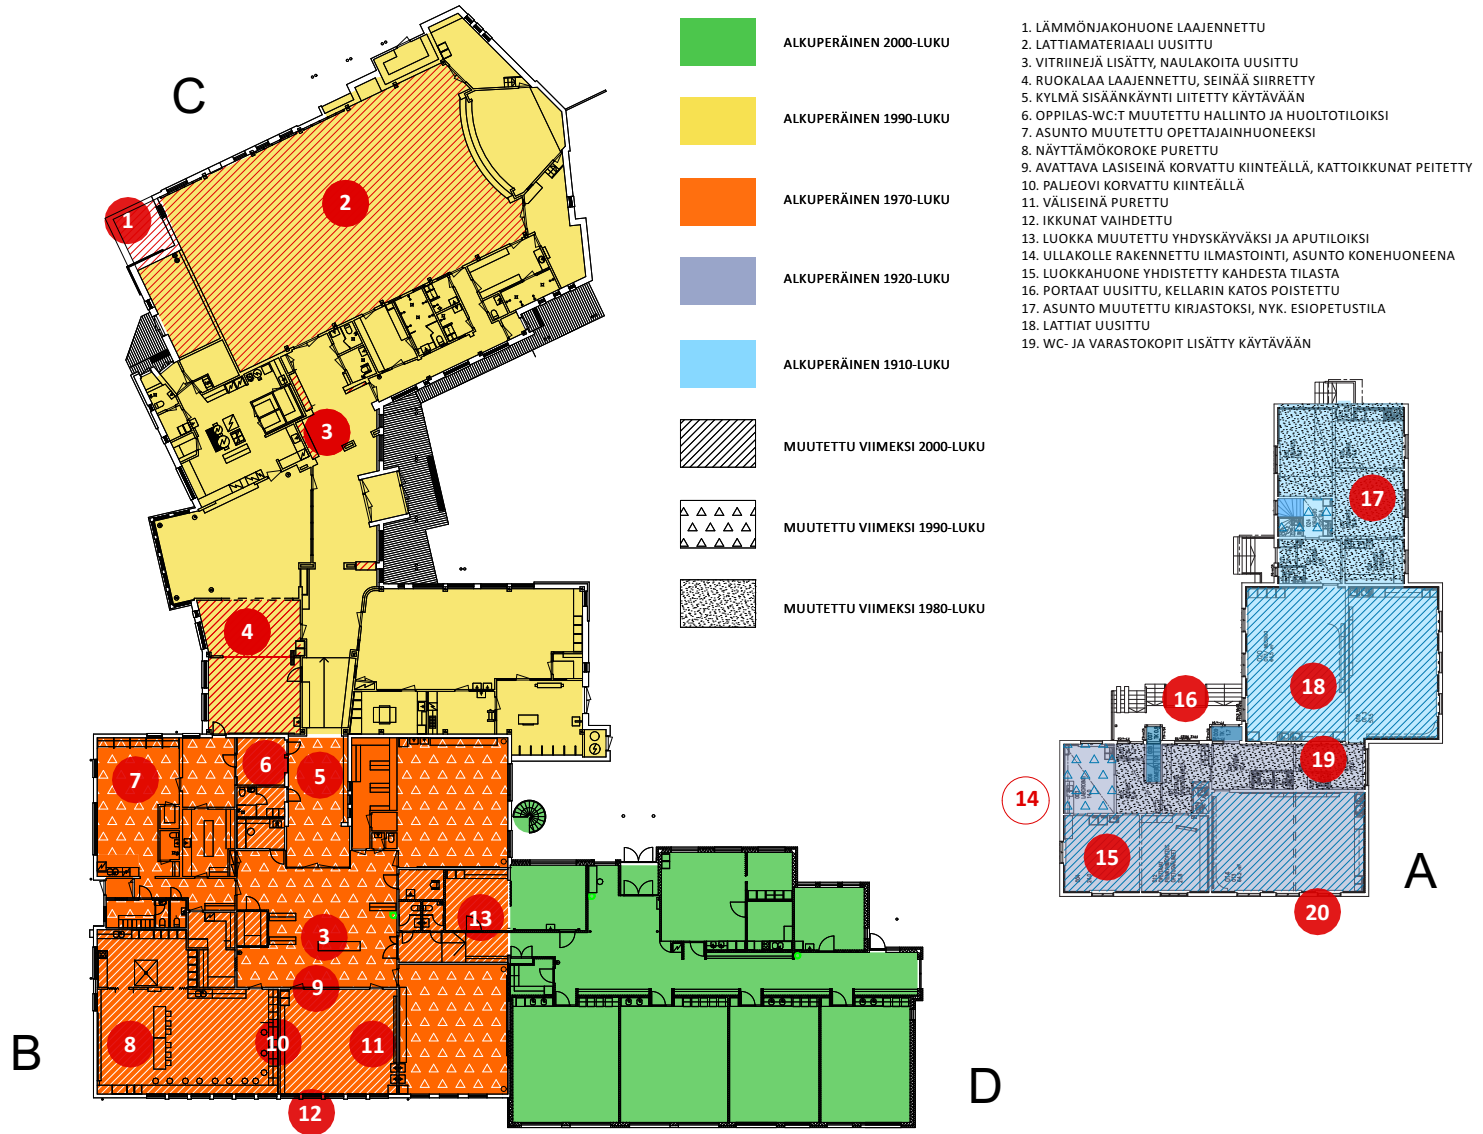 ALKUPERÄINEN 2000-LUKU
ALKUPERÄINEN 1990-LUKU
ALKUPERÄINEN 1970-LUKU
ALKUPERÄINEN 1920-LUKU
ALKUPERÄINEN 1910-LUKU
MUUTETTU VIIMEKSI 2000-LUKU
MUUTETTU VIIMEKSI 1990-LUKU
MUUTETTU VIIMEKSI 1980-LUKU
1. LÄMMÖNJAKOHUONE LAAJENNETTU
2. LATTIAMATERIAALI UUSITTU
3. VITRIINEJÄ LISÄTTY, NAULAKOITA UUSITTU
4. RUOKALAA LAAJENNETTU, SEINÄÄ SIIRRETTY
5. KYLMÄ SISÄÄNKÄYNTI LIITETTY KÄYTÄVÄÄN
6. OPPILAS-WC:T MUUTETTU HALLINTO JA HUOLTOTILOIKSI
7. ASUNTO MUUTETTU OPETTAJAINHUONEEKSI
8. NÄYTTÄMÖKOROKE PURETTU
9. AVATTAVA LASISEINÄ KORVATTU KIINTEÄLLÄ, KATTOIKKUNAT PEITETTY
10. PALJEOVI KORVATTU KIINTEÄLLÄ
11. VÄLISEINÄ PURETTU
12. IKKUNAT VAIHDETTU
13. LUOKKA MUUTETTU YHDYSKÄYVÄKSI JA APUTILOIKSI
14. ULLAKOLLE RAKENNETTU ILMASTOINTI, ASUNTO KONEHUONEENA
15. LUOKKAHUONE YHDISTETTY KAHDESTA TILASTA
16. PORTAAT UUSITTU, KELLARIN KATOS POISTETTU
17. ASUNTO MUUTETTU KIRJASTOKSI, NYK. ESIOPETUSTILA
18. LATTIAT UUSITTU
19. WC- JA VARASTOKOPIT LISÄTTY KÄYTÄVÄÄN
C
1
2
3
4
5
6
7
3
13
9
8
10
11
12
B
D
17
18
16
19
14
15
A
20